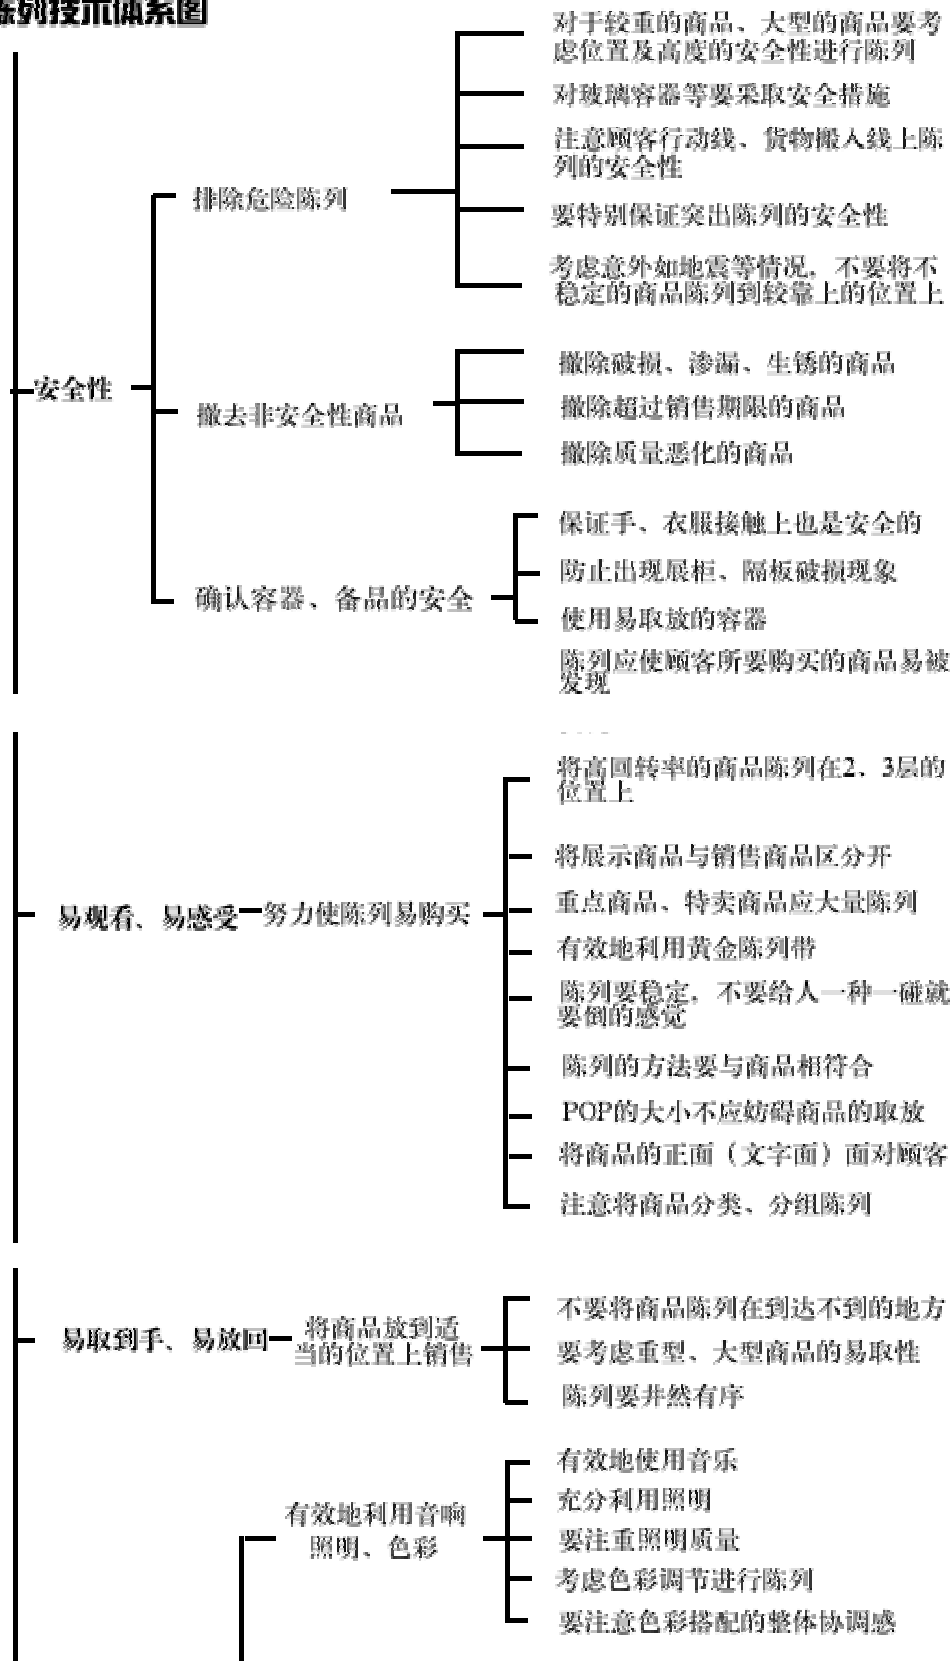 陈列技术体系图
对于较重的商品、大型的商品要考
虑位置及高度的安全性进行陈列
对玻璃容器等要采取安全措施
注意顾客行动线、货物搬入线上陈
列的安全性
排除危险陈列
要特别保证突出陈列的安全性
考虑意外如地震等情况，不要将不
稳定的商品陈列到较靠上的位置上
安全性
撤除破损、渗漏、生锈的商品
撤去非安全性商品
撤除超过销售期限的商品
撤除质量恶化的商品
保证手、衣服接触上也是安全的
防止出现展柜、隔板破损现象
确认容器、备品的安全
使用易取放的容器
陈列应使顾客所要购买的商品易被
发现
将高回转率的商品陈列在2、3层的
位置上
将展示商品与销售商品区分开
重点商品、特卖商品应大量陈列
易观看、易感受
努力使陈列易购买
有效地利用黄金陈列带
陈列要稳定，不要给人一种一碰就
要倒的感觉
陈列的方法要与商品相符合
POP的大小不应妨碍商品的取放
将商品的正面（文字面）面对顾客
注意将商品分类、分组陈列
不要将商品陈列在到达不到的地方
易取到手、易放回
将商品放到适
当的位置上销售
要考虑重型、大型商品的易取性
陈列要井然有序
有效地使用音乐
充分利用照明
有效地利用音响
照明、色彩
要注重照明质量
考虑色彩调节进行陈列
要注意色彩搭配的整体协调感